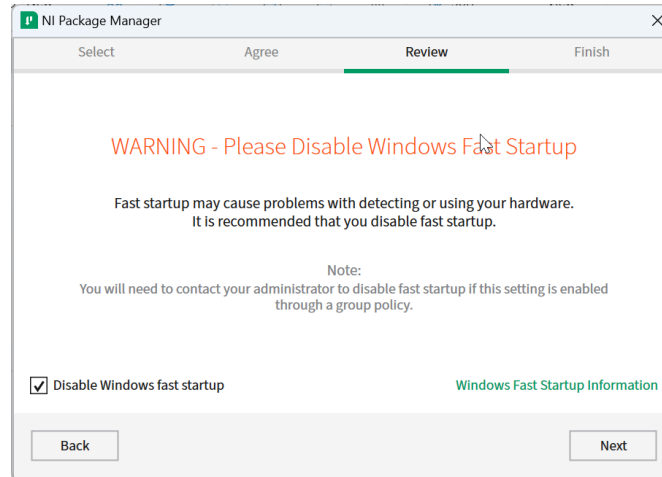 NI Package Manager
Select
Agree
Review
Finish
WARNING - Please Disable Windows Fast Startup
Fast startup may cause problems with detecting or using your hardware.
It is recommended that you disable fast startup.
Note:
You will need to contact your administrator to disable fast startup if this setting is enabled
through a group policy.
Disable Windows fast startup
Windows Fast Startup Information
Back
Next